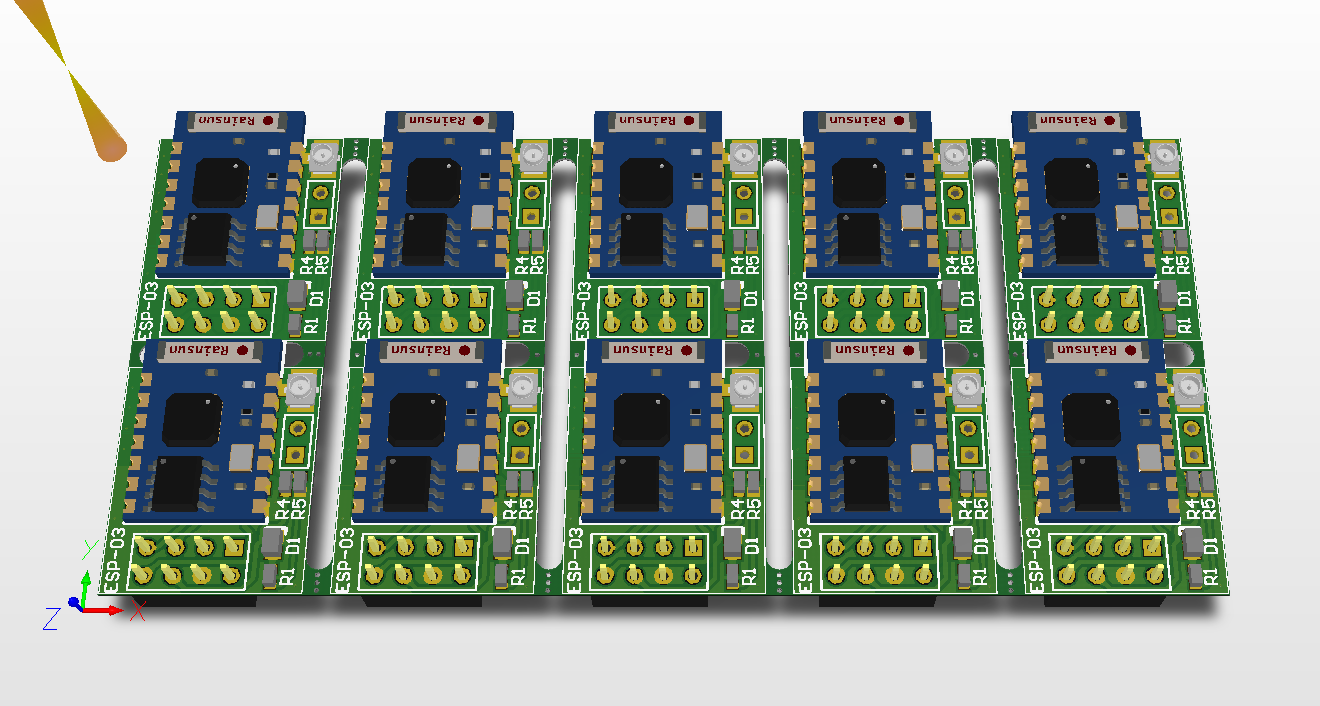 Rainsun Rainsun Rainsun Rainsun Rainsun
R4 R5 R4 R5 R4 R5 R4 R5 R4 R5
ESP-03 D1 ESP-03 D1 ESP-03 D1 ESP-03 D1 ESP-03 D1
R1 R1 R1 R1 R1
Rainsun Rainsun Rainsun Rainsun Rainsun
R4 R5 R4 R5 R4 R5 R4 R5 R4 R5
ESP-03 D1 ESP-03 D1 ESP-03 D1 ESP-03 D1 ESP-03 D1
R1 R1 R1 R1 R1
Y
Z X